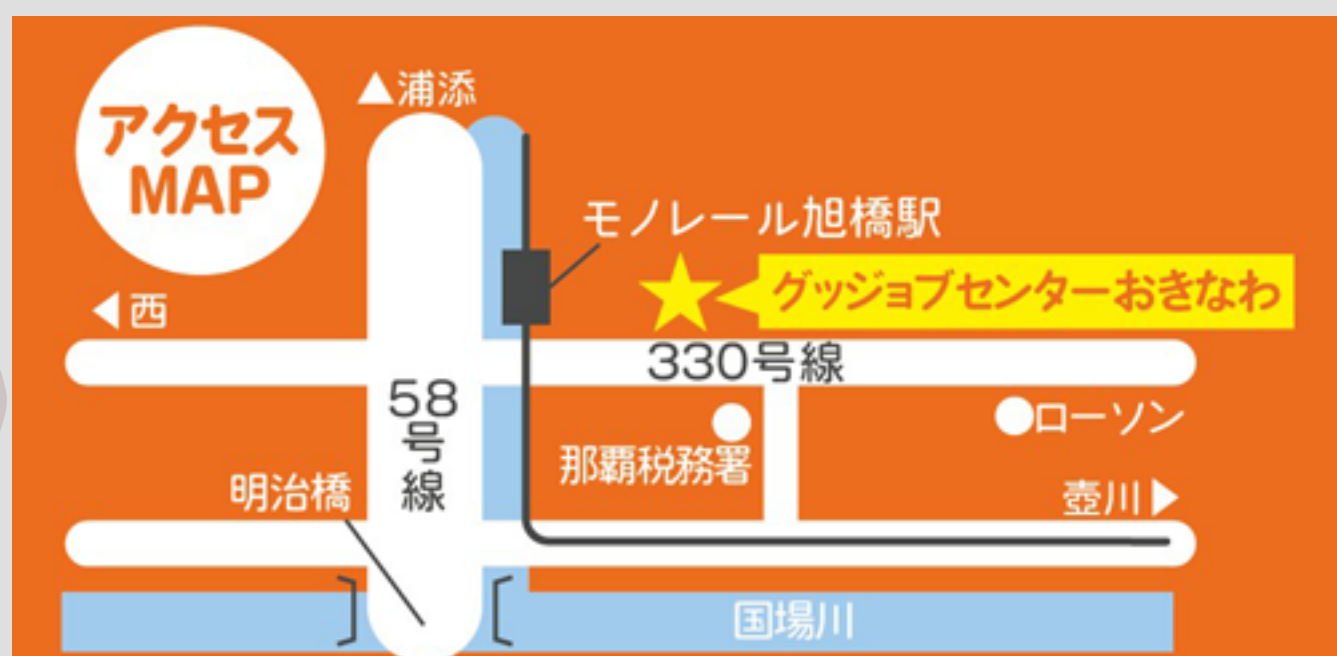 アクセス
MAP
▲浦添
モノレール旭橋駅
グッジョブセンターおきなわ
◀西
330号線
58号線
ローソン
那覇税務署
明治橋
壺川▶
国場川